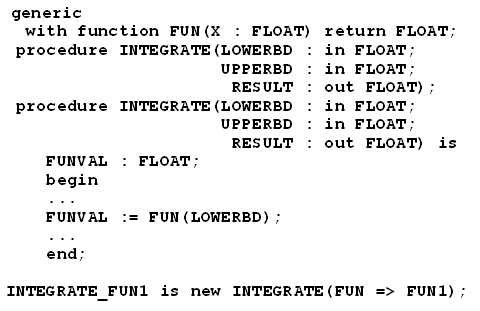 generic
with function FUN(X : FLOAT) return FLOAT;
procedure INTEGRATE(LOWERBD : in FLOAT;
UPPERBD : in FLOAT;
RESULT : out FLOAT);
procedure INTEGRATE(LOWERBD : in FLOAT;
UPPERBD : in FLOAT;
RESULT : out FLOAT) is
FUNVAL : FLOAT;
begin
...
FUNVAL := FUN(LOWERBD);
...
end;
INTEGRATE_FUN1 is new INTEGRATE(FUN => FUN1);